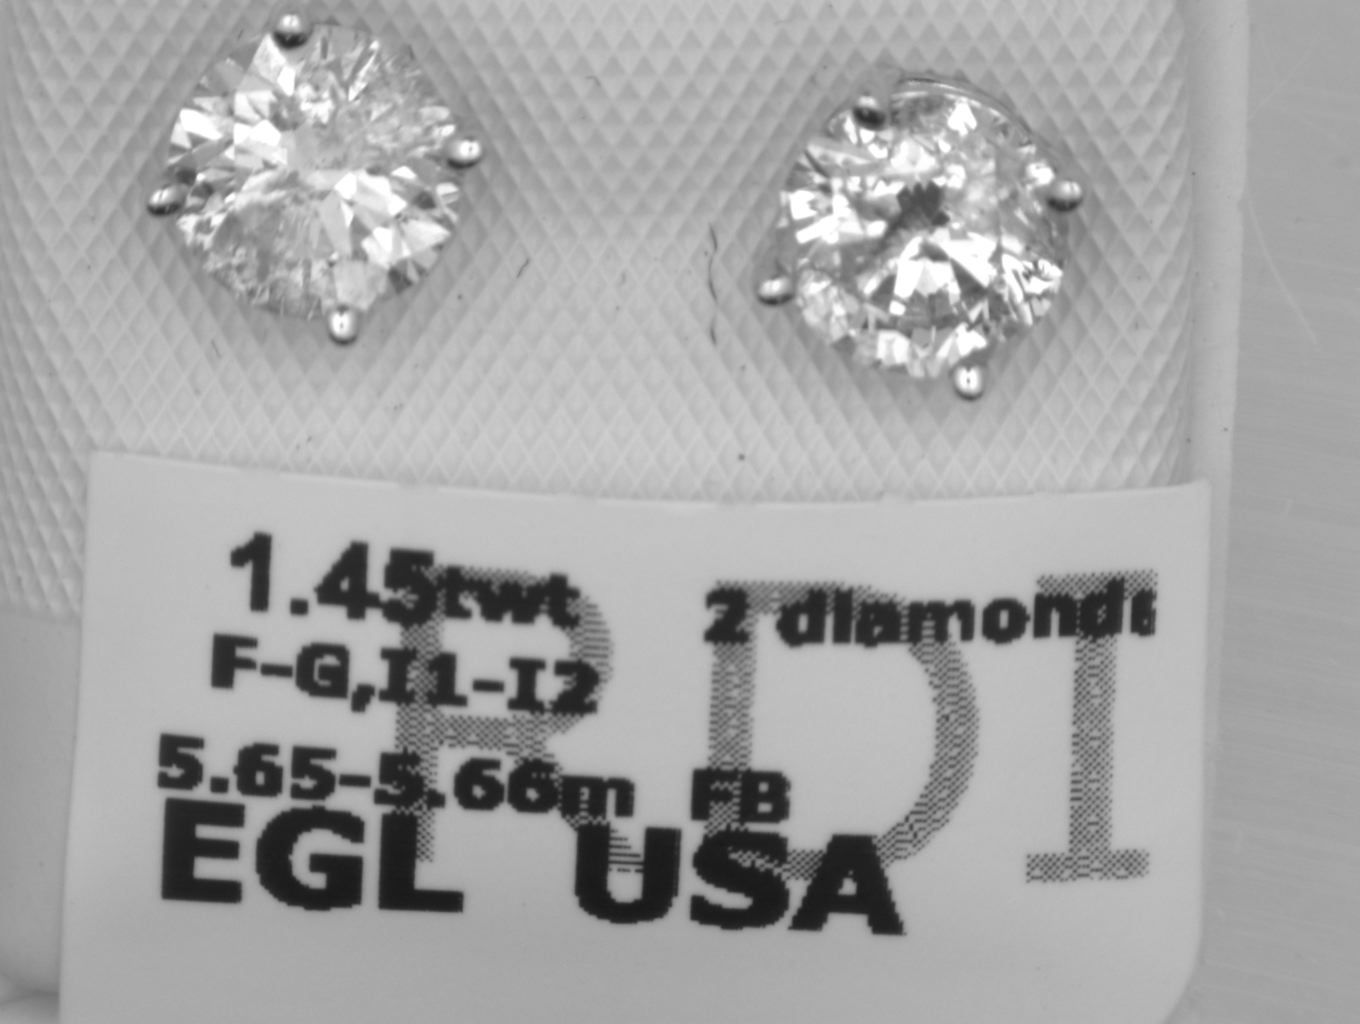 1.45twt 2 diamonds
F-G,I1-I2
5.65-5.66m FB
EGL USA
RDI